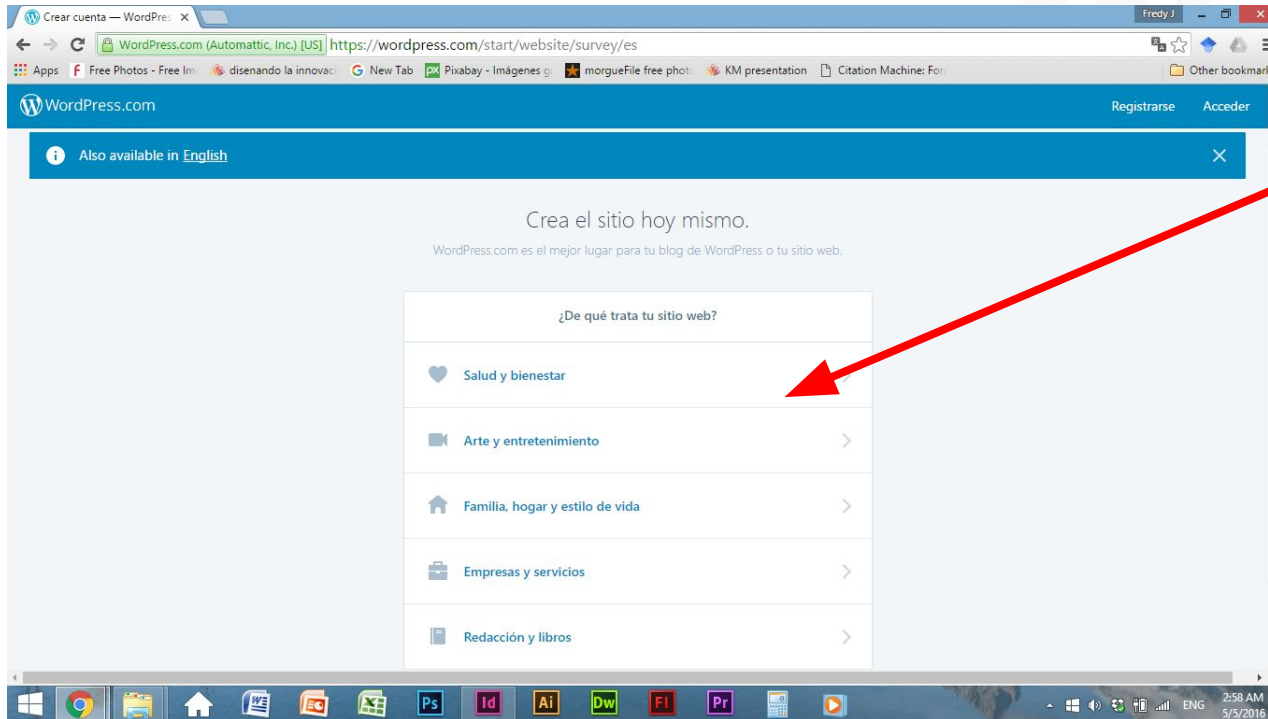 Crear cuenta — WordPres
Fredy J
WordPress.com (Automattic, Inc.) [US] https://wordpress.com/start/website/survey/es
Apps Free Photos - Free Im disenando la innovaci New Tab Pixabay - Imágenes g morgueFile free phot KM presentation Citation Machine: For Other bookmark
WordPress.com Registrarse Acceder
Also available in English
Crea el sitio hoy mismo.
WordPress.com es el mejor lugar para tu blog de WordPress o tu sitio web.
¿De qué trata tu sitio web?
Salud y bienestar
Arte y entretenimiento
Familia, hogar y estilo de vida
Empresas y servicios
Redacción y libros
Ps Id Ai Dw Fl Pr ENG 2:58 AM
5/5/2016